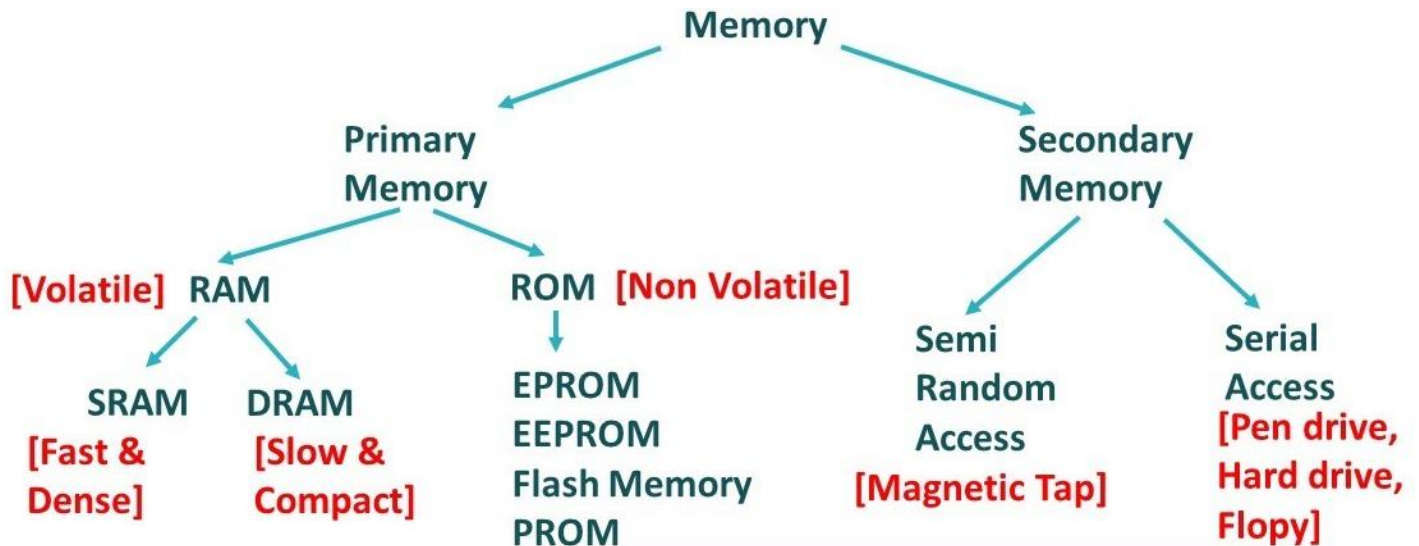 Memory
Primary
Memory
Secondary
Memory
[Volatile] RAM
ROM [Non Volatile]
SRAM
[Fast &
Dense]
DRAM
[Slow &
Compact]
EPROM
EEPROM
Flash Memory
PROM
Semi
Random
Access
[Magnetic Tap]
Serial
Access
[Pen drive,
Hard drive,
Flopy]